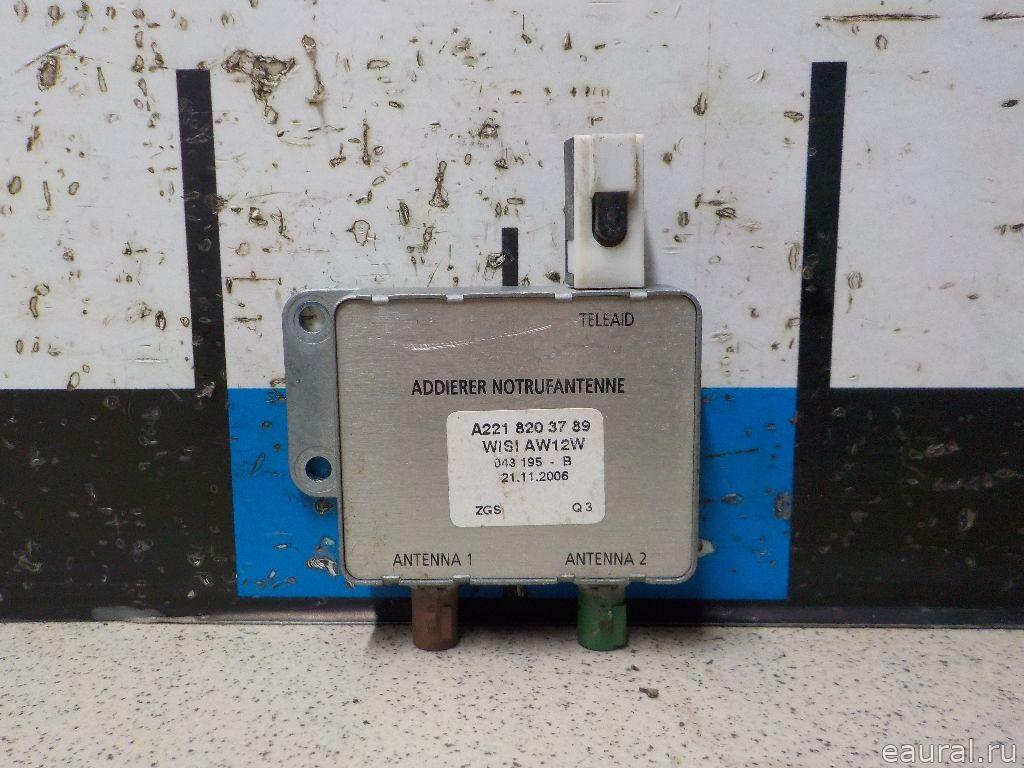 TELEAID
ADDIERER NOTRUFANTENNE
A221 820 37 89
WISI AW12W
043 195 - B
21.11.2006
ZGS Q3
ANTENNA 1 ANTENNA 2
eaural.ru